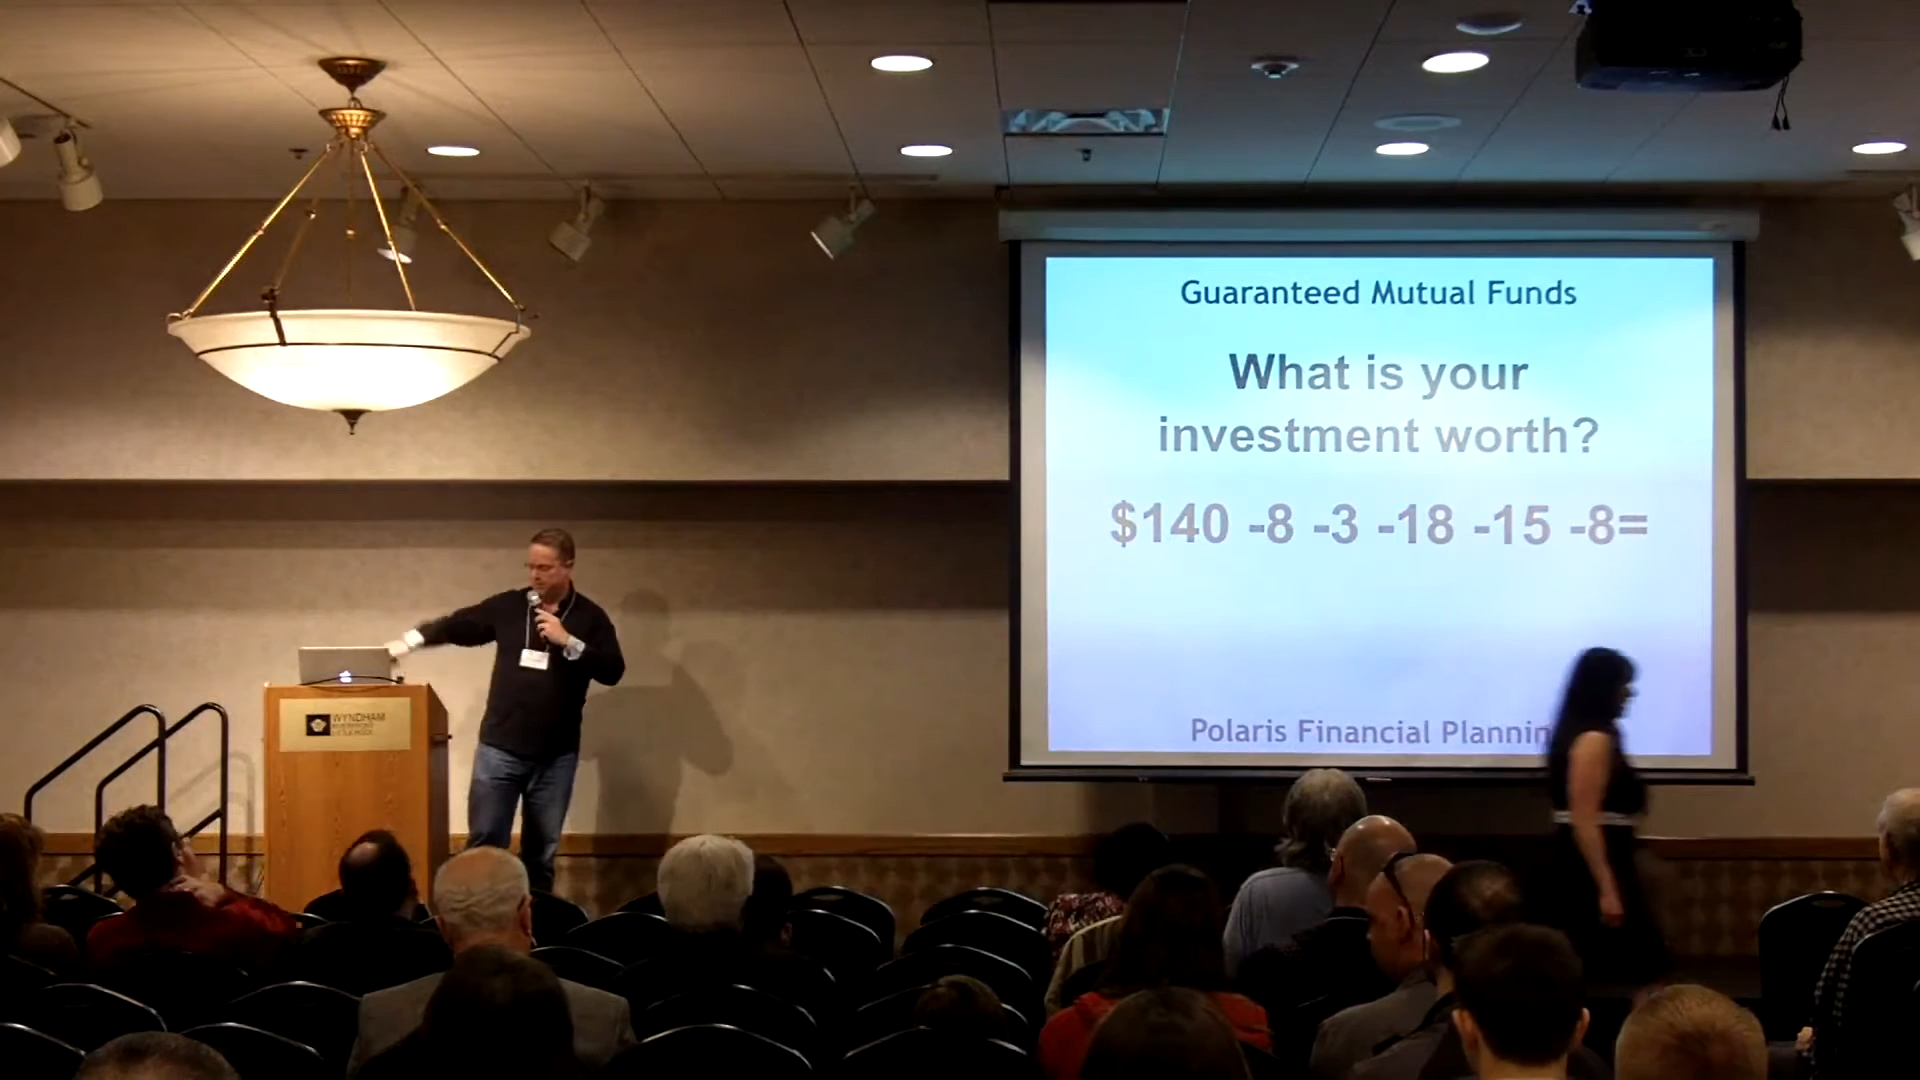 Guaranteed Mutual Funds
What is your
investment worth?
$140 -8 -3 -18 -15 -8=
Polaris Financial Plannin
WYNDHAM